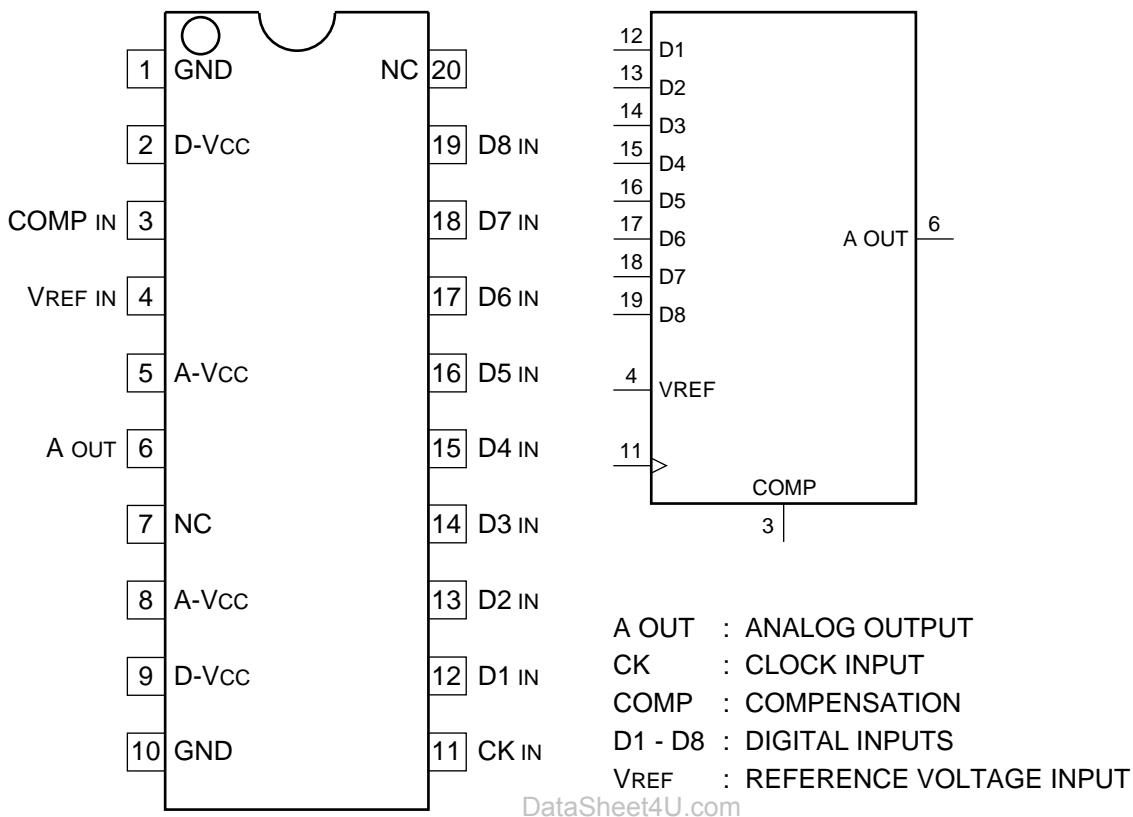 1 GND NC 20
2 D-VCC 19 D8 IN
COMP IN 3 18 D7 IN
VREF IN 4 17 D6 IN
5 A-VCC 16 D5 IN
A OUT 6 15 D4 IN
7 NC 14 D3 IN
8 A-VCC 13 D2 IN
9 D-VCC 12 D1 IN
10 GND 11 CK IN
12 D1
13 D2
14 D3
15 D4
16 D5
17 D6
18 D7
19 D8
A OUT 6
4 VREF
11
COMP
3
A OUT : ANALOG OUTPUT
CK : CLOCK INPUT
COMP : COMPENSATION
D1 - D8 : DIGITAL INPUTS
VREF : REFERENCE VOLTAGE INPUT
DataSheet4U.com